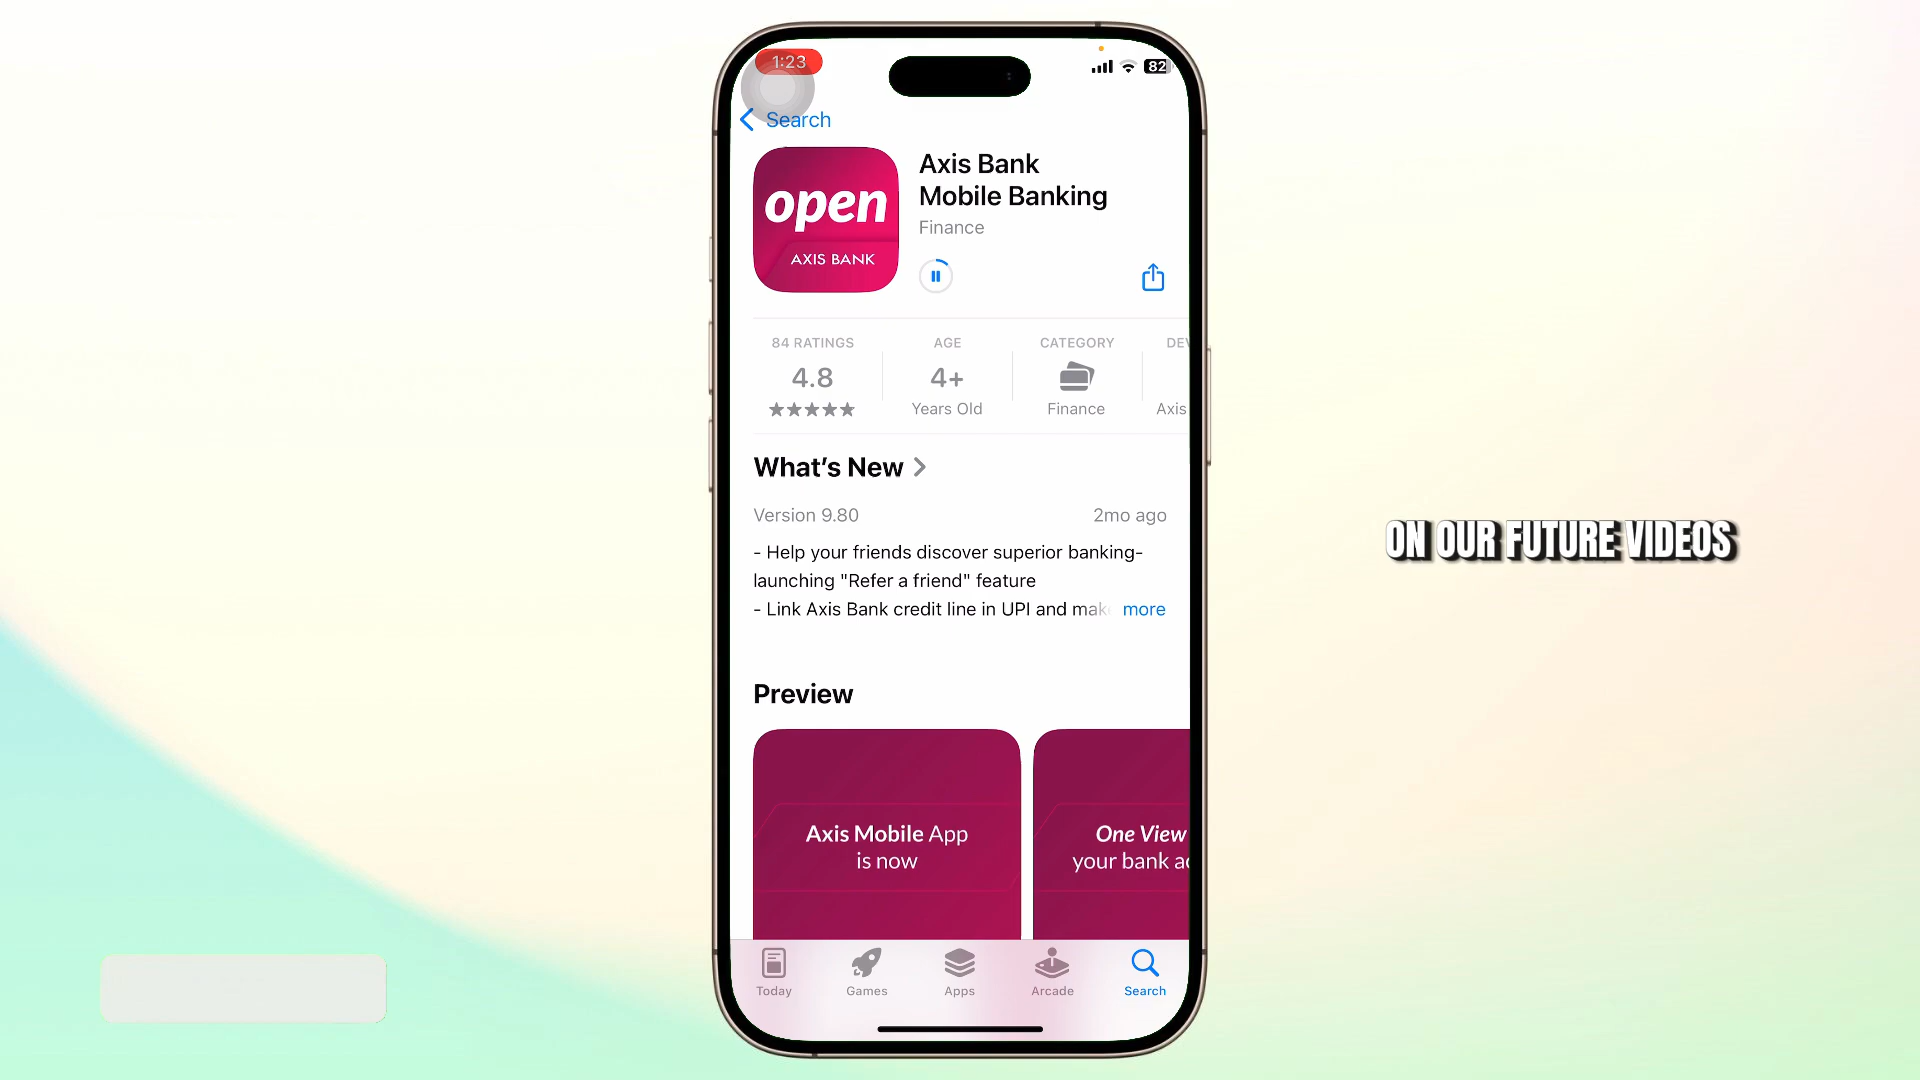 1:23
82
Search
open
AXIS BANK
Axis Bank
Mobile Banking
Finance
84 RATINGS
4.8
★★★★★
AGE
4+
Years Old
CATEGORY
Finance
DEV
Axis
What's New
Version 9.80
2mo ago
- Help your friends discover superior banking-
launching "Refer a friend" feature
- Link Axis Bank credit line in UPI and mak
more
Preview
Axis Mobile App
is now
One View
your bank ac
Today
Games
Apps
Arcade
Search
ON OUR FUTURE VIDEOS